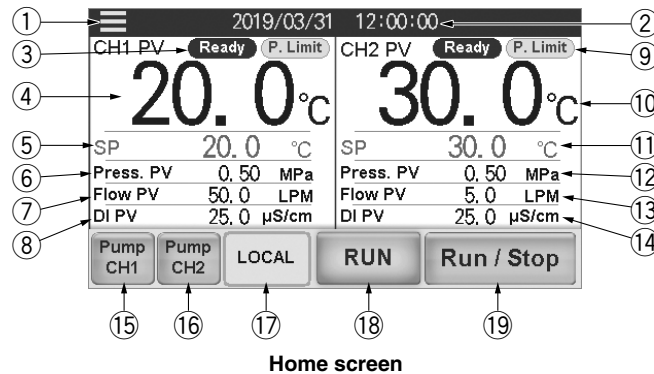 ① 2019/03/31 12:00:00 ②
③ CH1 PV Ready P. Limit CH2 PV Ready P. Limit ⑨
④ 20. 0 °C 30. 0 °C ⑩
⑤ SP 20. 0 °C SP 30. 0 °C ⑪
⑥ Press. PV 0. 50 MPa Press. PV 0. 50 MPa ⑫
⑦ Flow PV 50. 0 LPM Flow PV 5. 0 LPM ⑬
⑧ DI PV 25. 0 µS/cm DI PV 25. 0 µS/cm ⑭
Pump CH1 Pump CH2 LOCAL RUN Run / Stop
⑮ ⑯ ⑰ ⑱ ⑲
Home screen